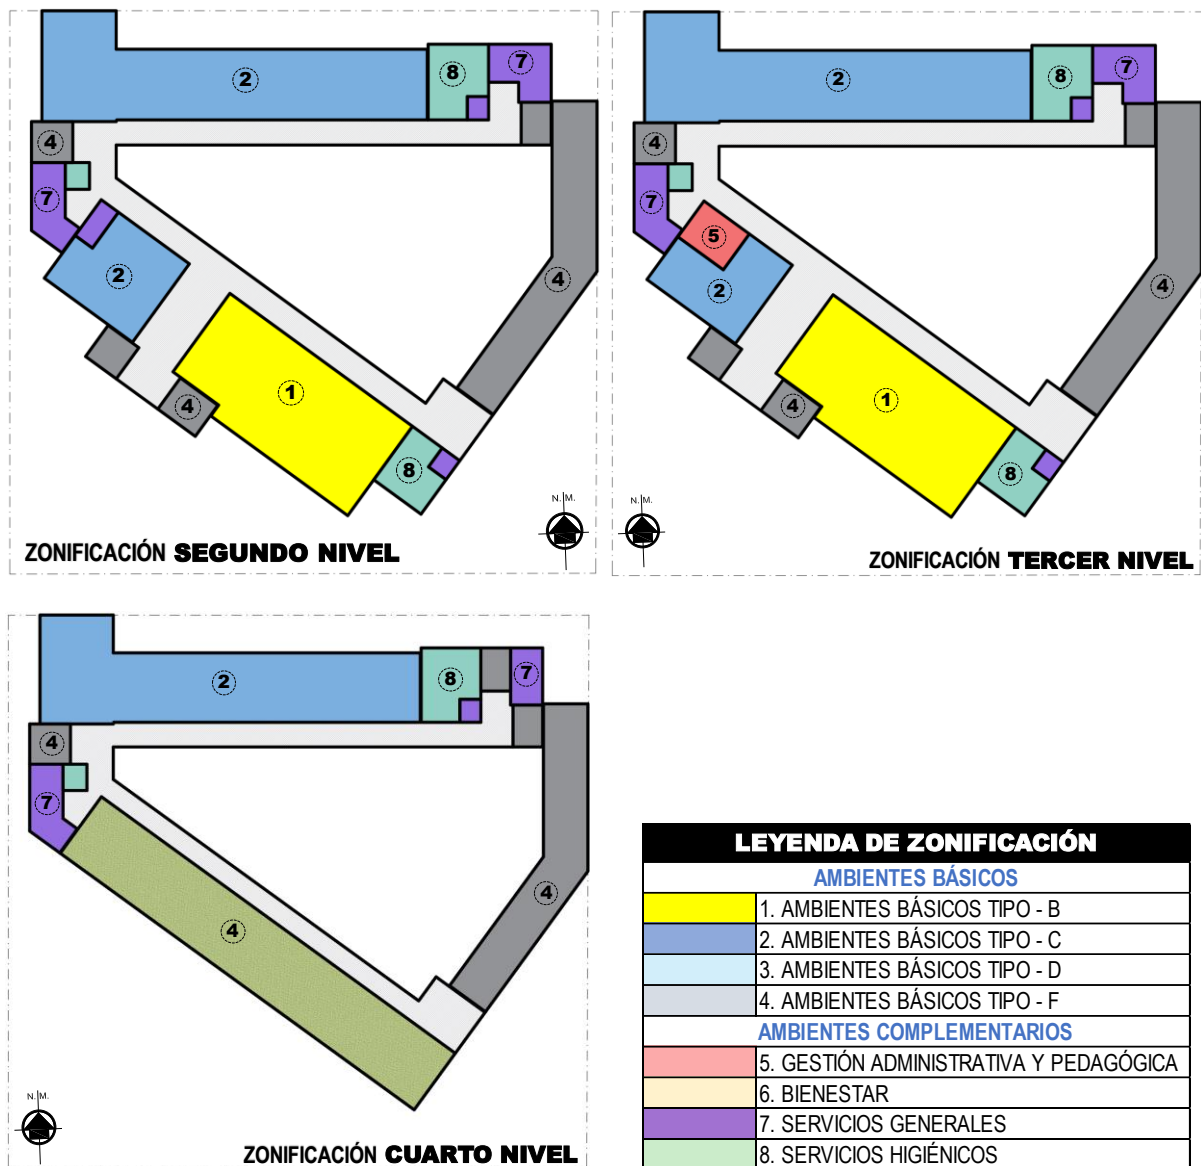 2
8
7
4
7
2
4
1
4
8
N. M.
ZONIFICACIÓN SEGUNDO NIVEL
2
8
7
4
7
5
2
4
1
4
8
N. M.
ZONIFICACIÓN TERCER NIVEL
2
8
7
4
7
4
4
N. M.
ZONIFICACIÓN CUARTO NIVEL
LEYENDA DE ZONIFICACIÓN
AMBIENTES BÁSICOS
1. AMBIENTES BÁSICOS TIPO - B
2. AMBIENTES BÁSICOS TIPO - C
3. AMBIENTES BÁSICOS TIPO - D
4. AMBIENTES BÁSICOS TIPO - F
AMBIENTES COMPLEMENTARIOS
5. GESTIÓN ADMINISTRATIVA Y PEDAGÓGICA
6. BIENESTAR
7. SERVICIOS GENERALES
8. SERVICIOS HIGIÉNICOS